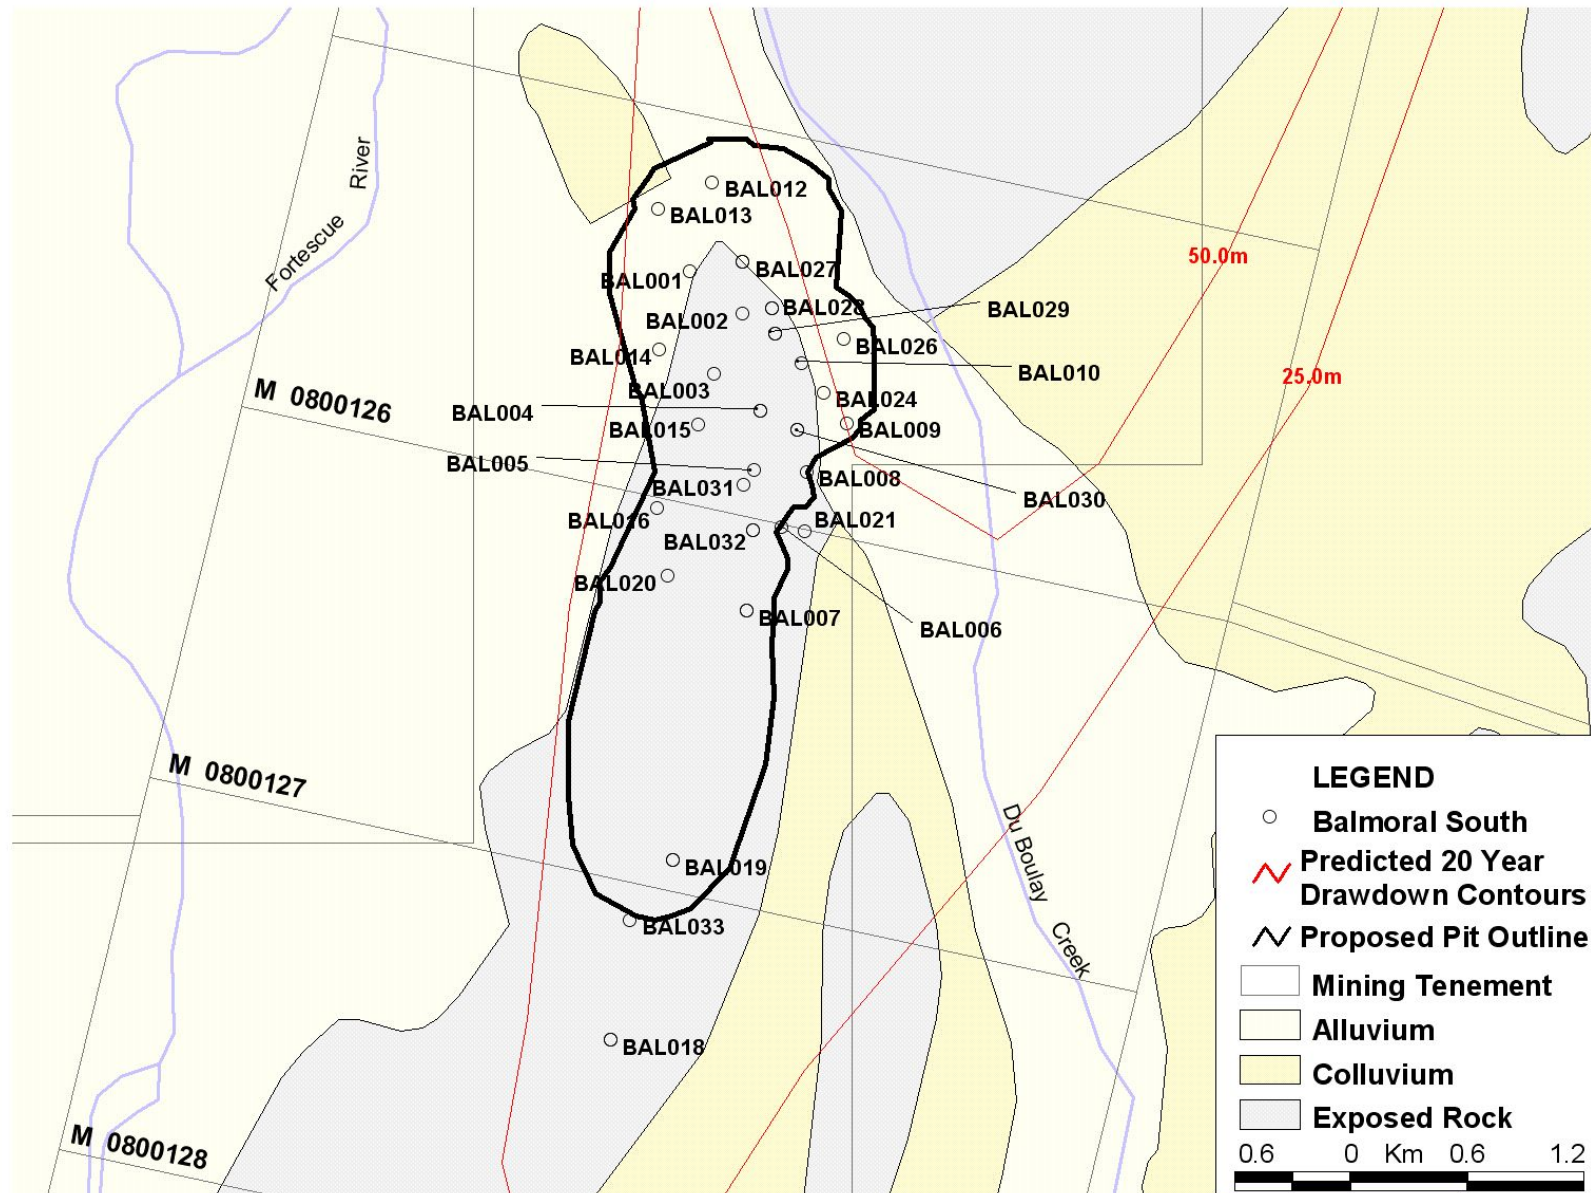 River
Fortescue
BAL012
BAL013
BAL001
BAL027
50.0m
BAL002
BAL028
BAL029
BAL014
BAL026
BAL003
BAL010
25.0m
M 0800126
BAL004
BAL024
BAL015
BAL009
BAL005
BAL031
BAL008
BAL030
BAL016
BAL021
BAL032
BAL020
BAL007
BAL006
M 0800127
Du Boulay
Creek
BAL019
BAL033
BAL018
M 0800128
LEGEND
Balmoral South
Predicted 20 Year
Drawdown Contours
Proposed Pit Outline
Mining Tenement
Alluvium
Colluvium
Exposed Rock
0.6 0 Km 0.6 1.2